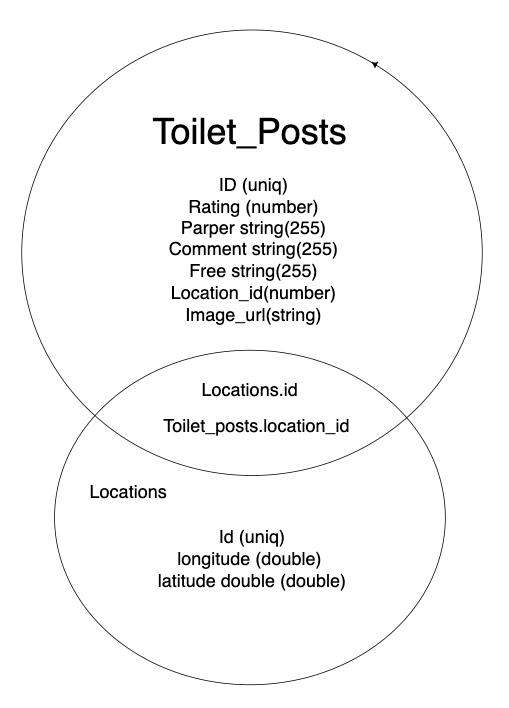 Toilet_Posts
ID (uniq)
Rating (number)
Parper string(255)
Comment string(255)
Free string(255)
Location_id(number)
Image_url(string)
Locations.id
Toilet_posts.location_id
Locations
Id (uniq)
longitude (double)
latitude double (double)